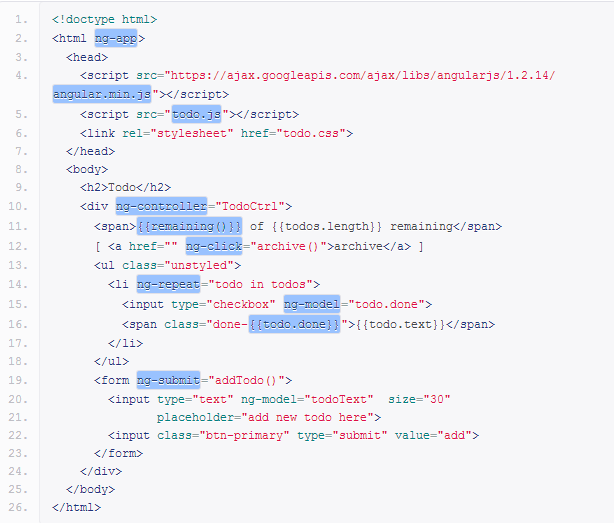 1. <!doctype html>
2. <html ng-app>
3. <head>
4. <script src="https://ajax.googleapis.com/ajax/libs/angularjs/1.2.14/
angular.min.js"></script>
5. <script src="todo.js"></script>
6. <link rel="stylesheet" href="todo.css">
7. </head>
8. <body>
9. <h2>Todo</h2>
10. <div ng-controller="TodoCtrl">
11. <span>{{remaining()}} of {{todos.length}} remaining</span>
12. [ <a href="" ng-click="archive()">archive</a> ]
13. <ul class="unstyled">
14. <li ng-repeat="todo in todos">
15. <input type="checkbox" ng-model="todo.done">
16. <span class="done-{{todo.done}}">{{todo.text}}</span>
17. </li>
18. </ul>
19. <form ng-submit="addTodo()">
20. <input type="text" ng-model="todoText"  size="30"
21. placeholder="add new todo here">
22. <input class="btn-primary" type="submit" value="add">
23. </form>
24. </div>
25. </body>
26. </html>